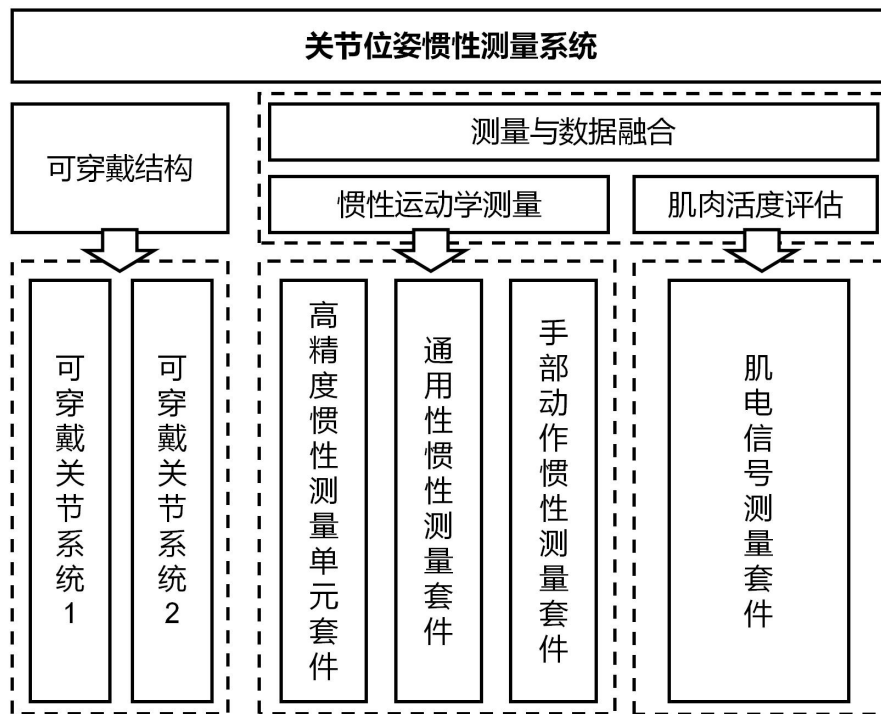 关节位姿惯性测量系统
可穿戴结构
测量与数据融合
惯性运动学测量
肌肉活度评估
可穿戴关节系统1
可穿戴关节系统2
高精度惯性测量单元套件
通用性惯性测量套件
手部动作惯性测量套件
肌电信号测量套件